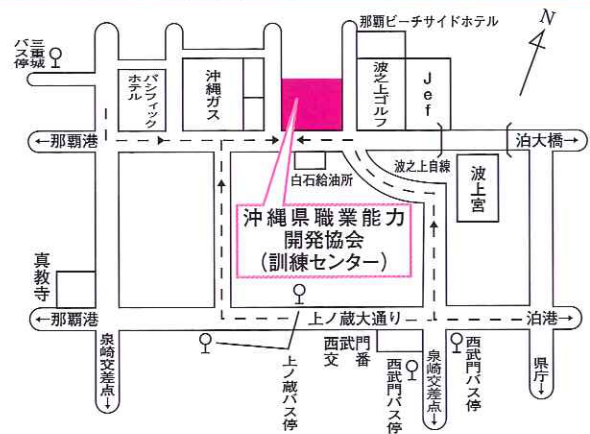 那覇ビーチサイドホテル
N
三重城
バス停
パシフィック
ホテル
沖縄ガス
波之上ゴルフ
Jef
←那覇港
泊大橋→
白石給油所
波之上自線
波上宮
沖縄県職業能力
開発協会
(訓練センター)
真教寺
←那覇港
上ノ蔵大通り
泊港→
泉崎交差点→
上ノ蔵バス停
西武門
交番
西武門バス停
泉崎交差点→
西武門バス停
県庁→